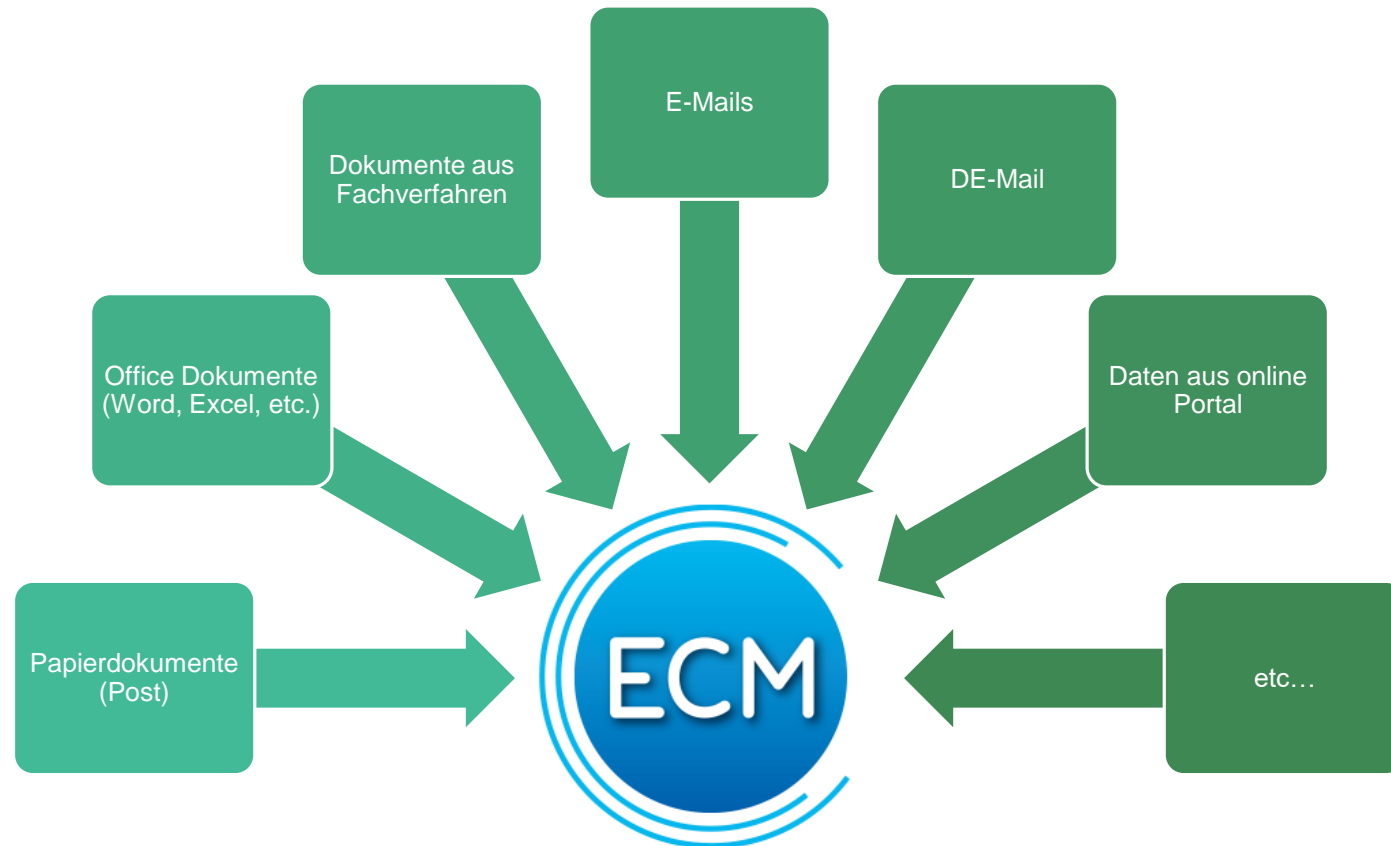 E-Mails
Dokumente aus
Fachverfahren
DE-Mail
Office Dokumente
(Word, Excel, etc.)
Daten aus online
Portal
Papierdokumente
(Post)
ECM
etc…